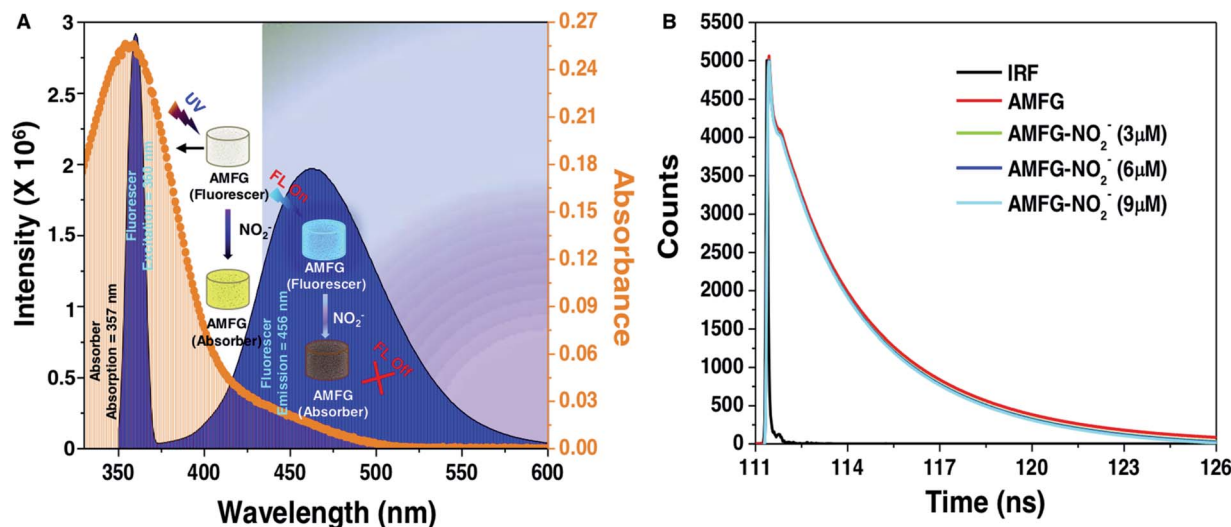 A
Intensity (X 10⁶)
3
2.5
2
1.5
1
0.5
0
350
400
450
500
550
600
Wavelength (nm)
0.27
0.24
0.21
0.18
0.15
0.12
0.09
0.06
0.03
0.00
Absorbance
Absorber
Absorption = 357 nm
Fluorescer
Excitation = 360 nm
UV
AMFG
(Fluorescer)
NO₂⁻
AMFG
(Absorber)
Fluorescer
Emission = 456 nm
FL On
AMFG
(Fluorescer)
NO₂⁻
FL Off
AMFG
(Absorber)
B
Counts
5500
5000
4500
4000
3500
3000
2500
2000
1500
1000
500
0
111
114
117
120
123
126
Time (ns)
IRF
AMFG
AMFG-NO₂⁻ (3μM)
AMFG-NO₂⁻ (6μM)
AMFG-NO₂⁻ (9μM)